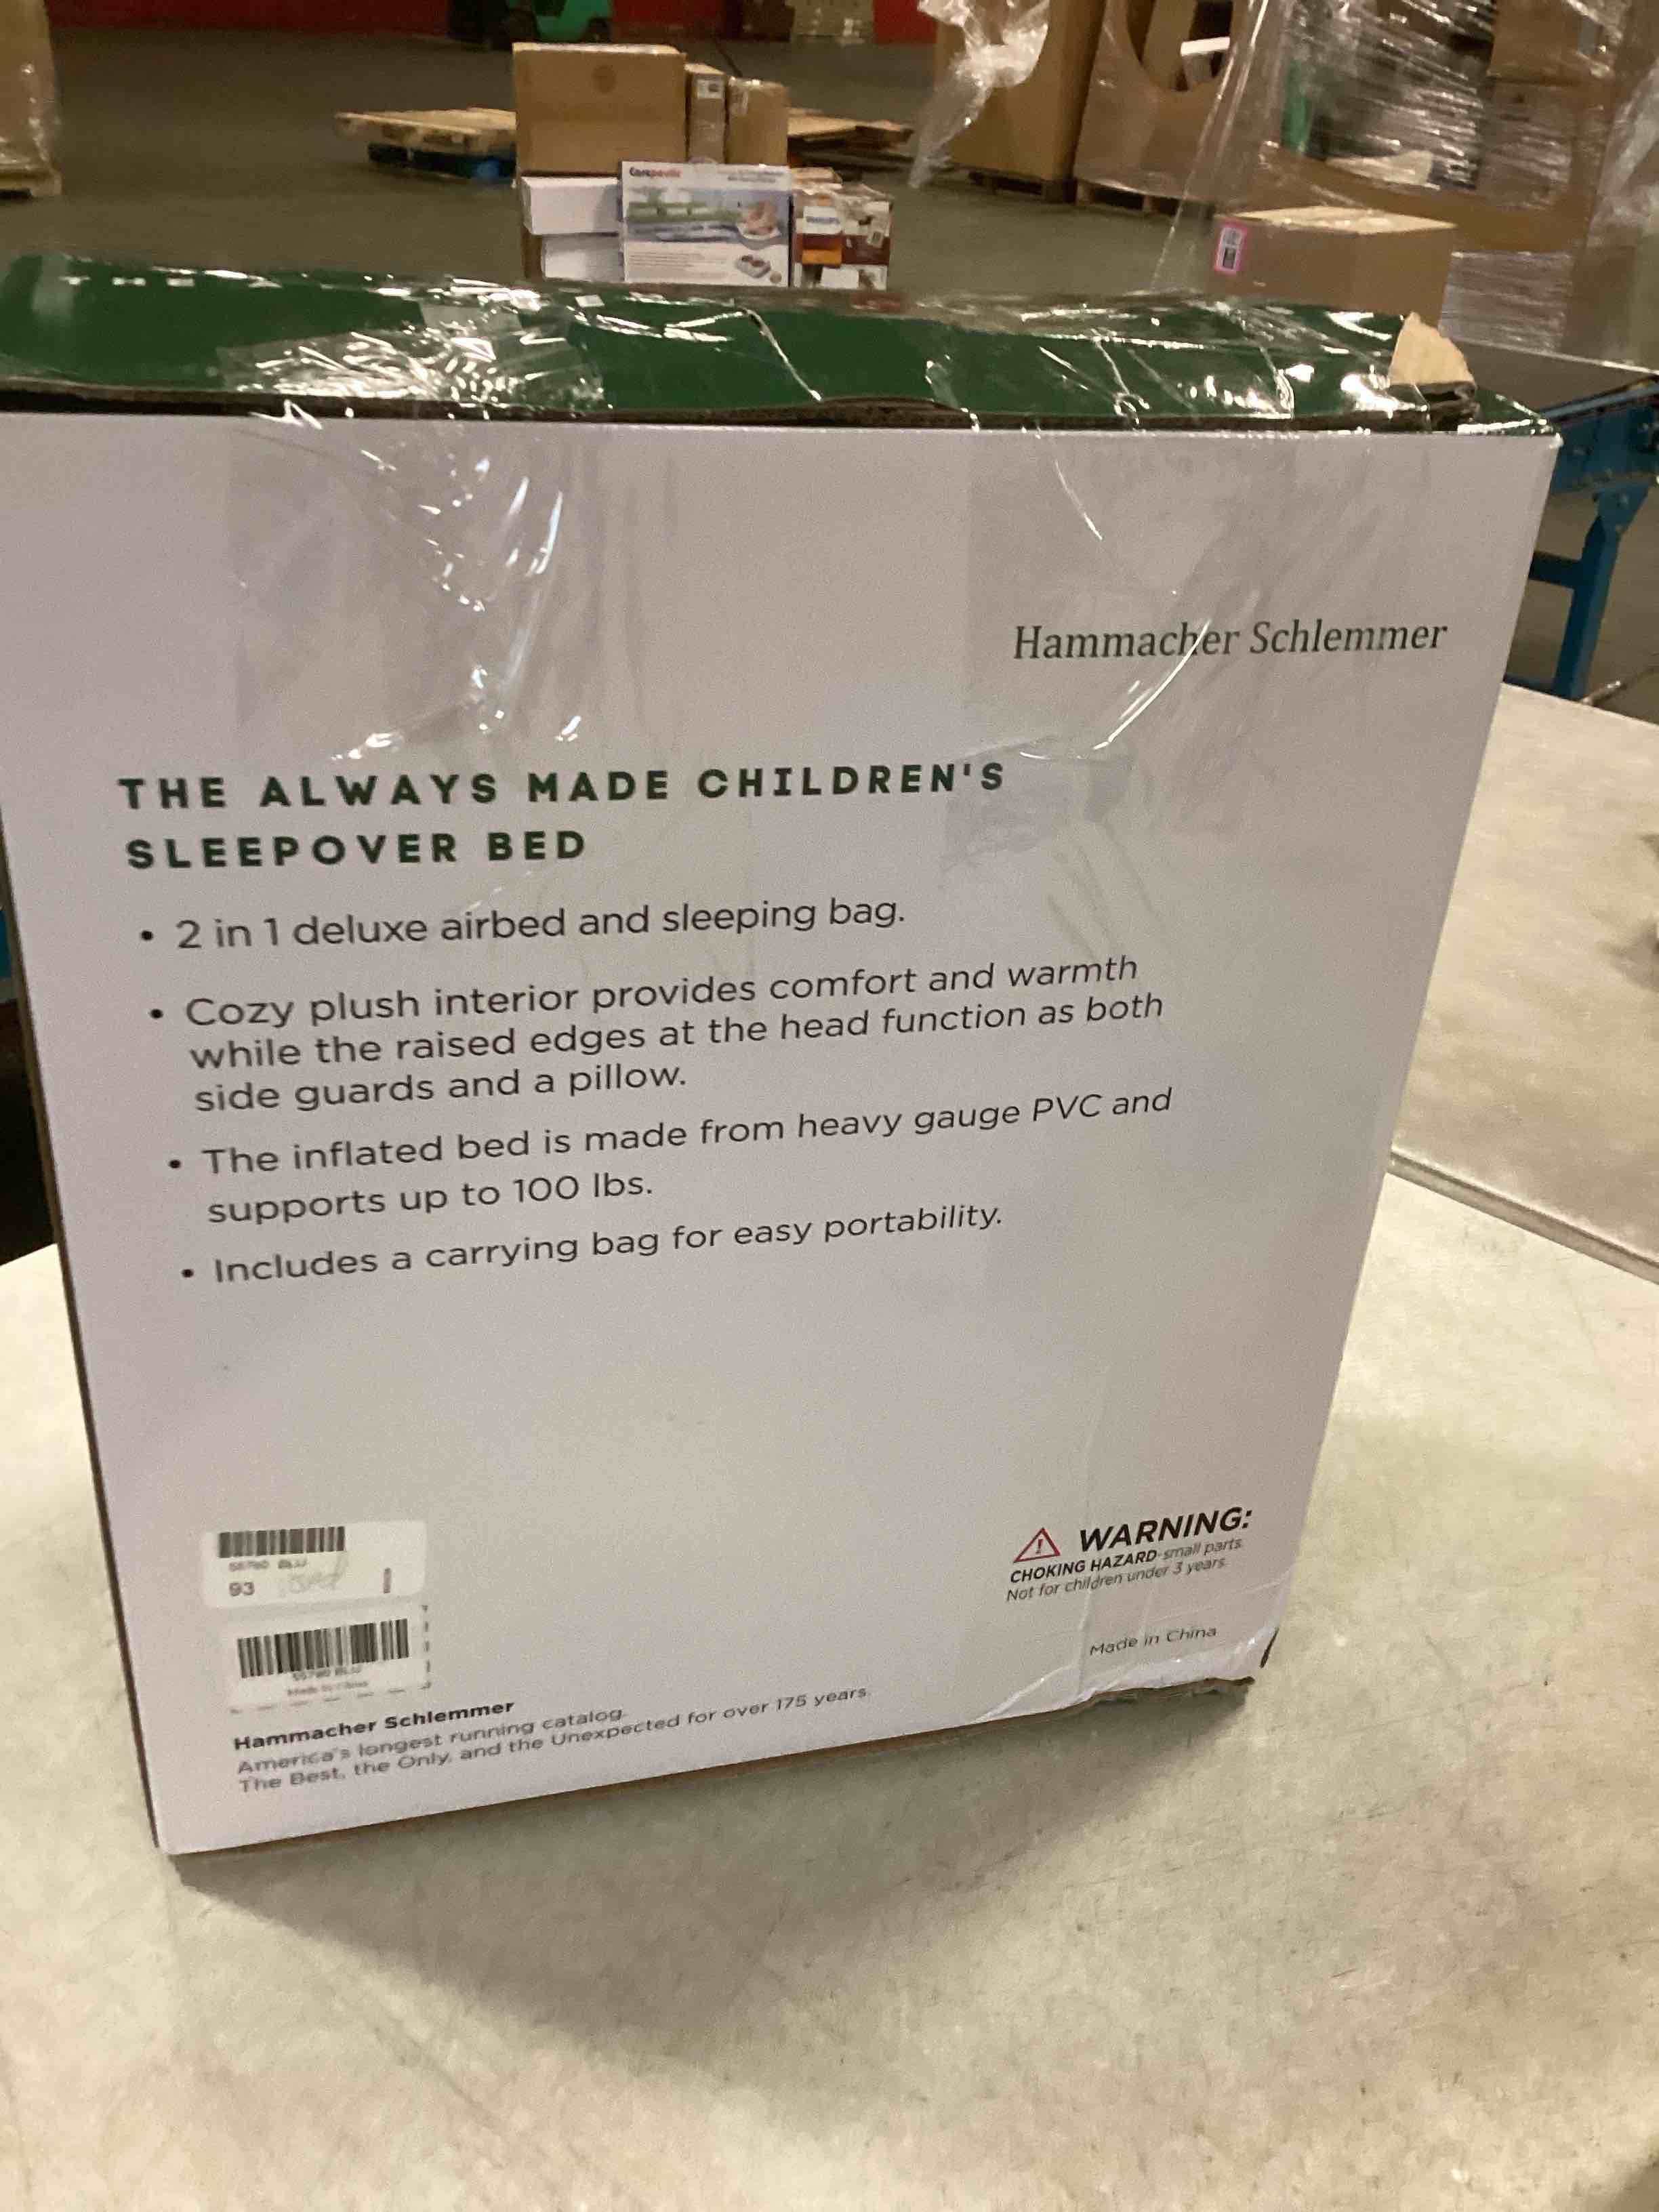 THE
Hammacher Schlemmer
THE ALWAYS MADE CHILDREN'S
SLEEPOVER BED
• 2 in 1 deluxe airbed and sleeping bag.
• Cozy plush interior provides comfort and warmth
while the raised edges at the head function as both
side guards and a pillow.
• The inflated bed is made from heavy gauge PVC and
supports up to 100 lbs.
• Includes a carrying bag for easy portability.
WARNING:
CHOKING HAZARD-small parts.
Not for children under 3 years.
Made in China
93
Hammacher Schlemmer
America's longest running catalog.
The Best, the Only, and the Unexpected for over 175 years.